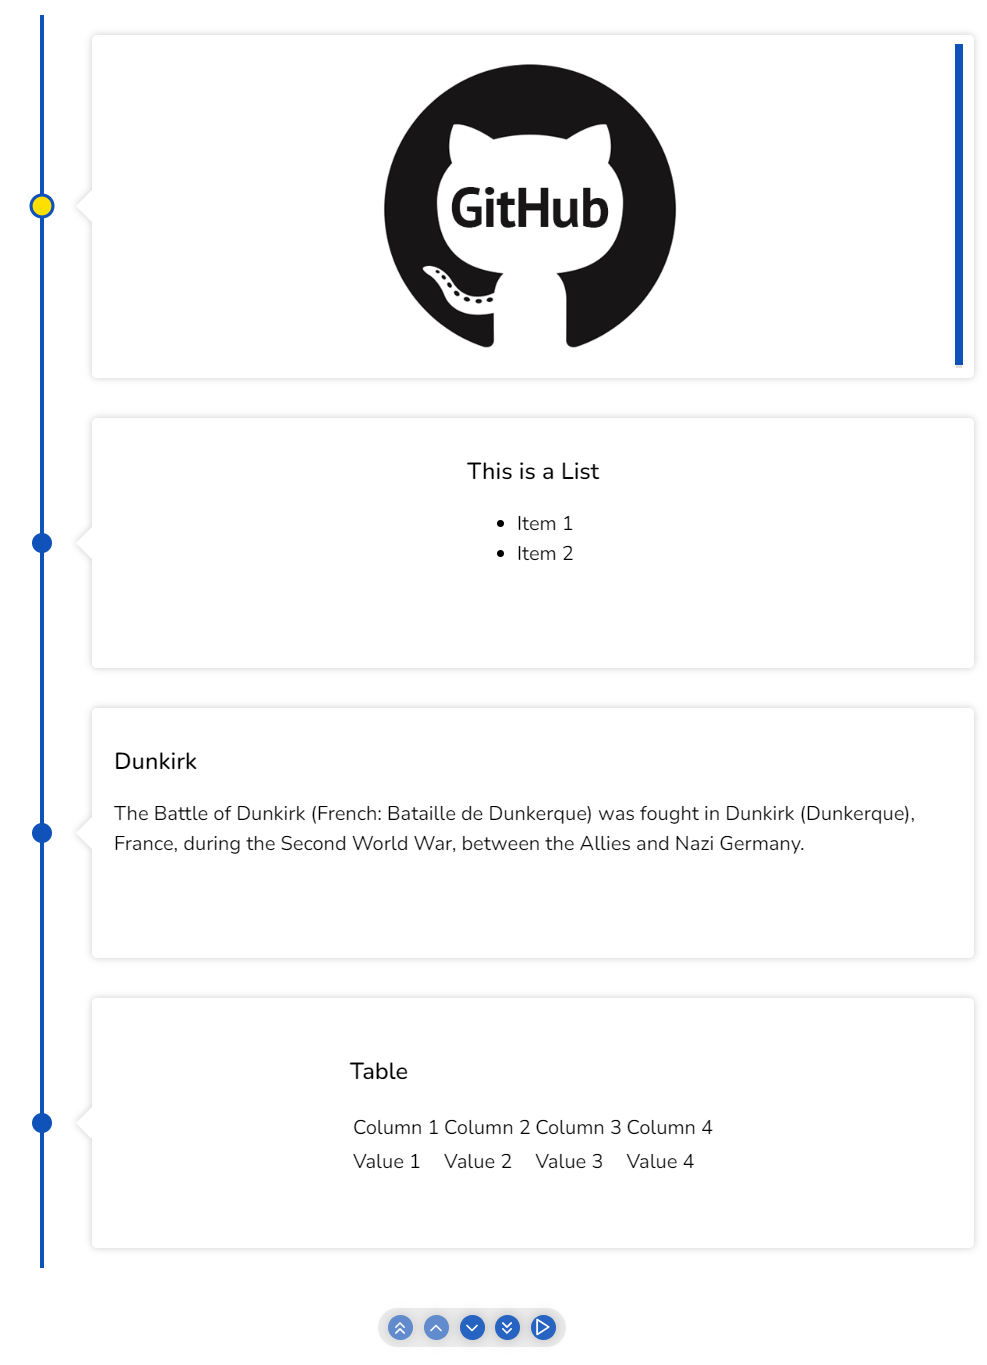 GitHub
This is a List
Item 1
Item 2
Dunkirk
The Battle of Dunkirk (French: Bataille de Dunkerque) was fought in Dunkirk (Dunkerque),
France, during the Second World War, between the Allies and Nazi Germany.
Table
Column 1 Column 2 Column 3 Column 4
Value 1 Value 2 Value 3 Value 4